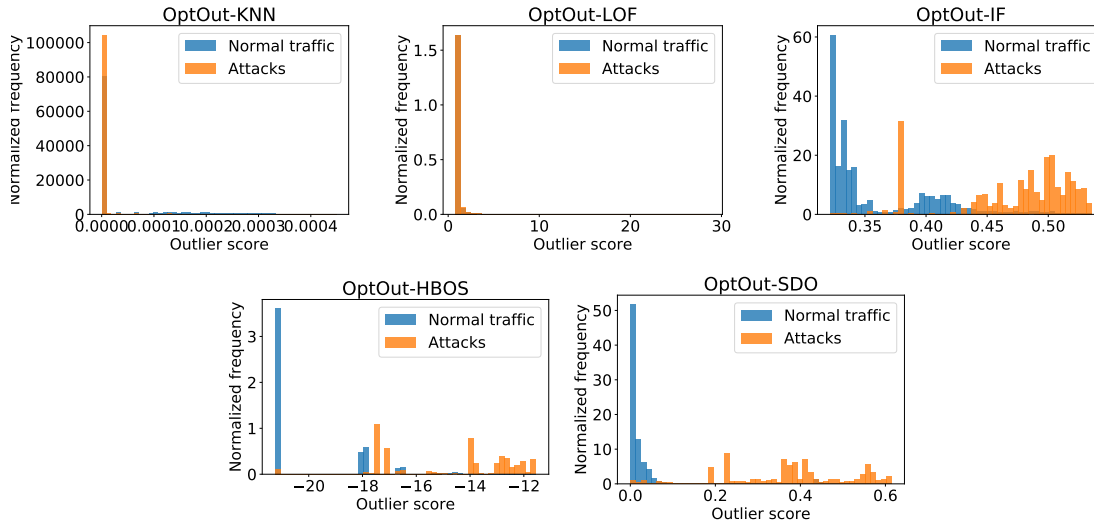 OptOut-KNN
Normalized frequency
100000
80000
60000
40000
20000
0
Normal traffic
Attacks
0.00000 0.00010 0.00020 0.00030 0.0004
Outlier score
OptOut-LOF
Normalized frequency
1.5
1.0
0.5
0.0
Normal traffic
Attacks
0 10 20 30
Outlier score
OptOut-IF
Normalized frequency
60
40
20
0
Normal traffic
Attacks
0.35 0.40 0.45 0.50
Outlier score
OptOut-HBOS
Normalized frequency
3
2
1
0
Normal traffic
Attacks
−20 −18 −16 −14 −12
Outlier score
OptOut-SDO
Normalized frequency
50
40
30
20
10
0
Normal traffic
Attacks
0.0 0.2 0.4 0.6
Outlier score